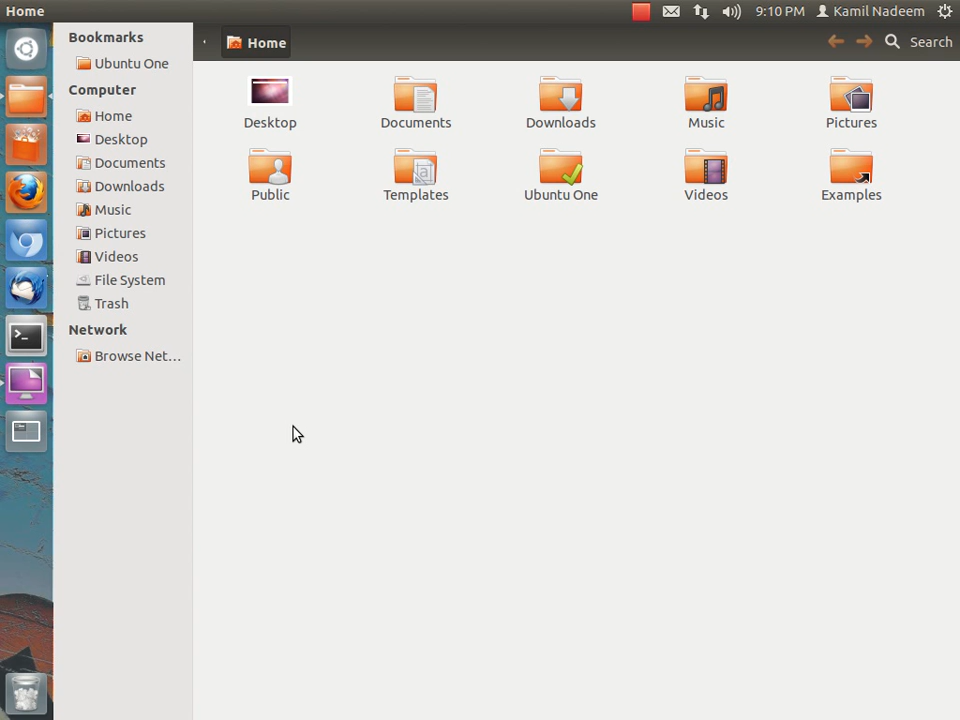 Home
9:10 PM
Kamil Nadeem
Home
Search
Bookmarks
Ubuntu One
Computer
Home
Desktop
Documents
Downloads
Music
Pictures
Videos
File System
Trash
Network
Browse Net...
Desktop
Documents
Downloads
Music
Pictures
Public
Templates
Ubuntu One
Videos
Examples